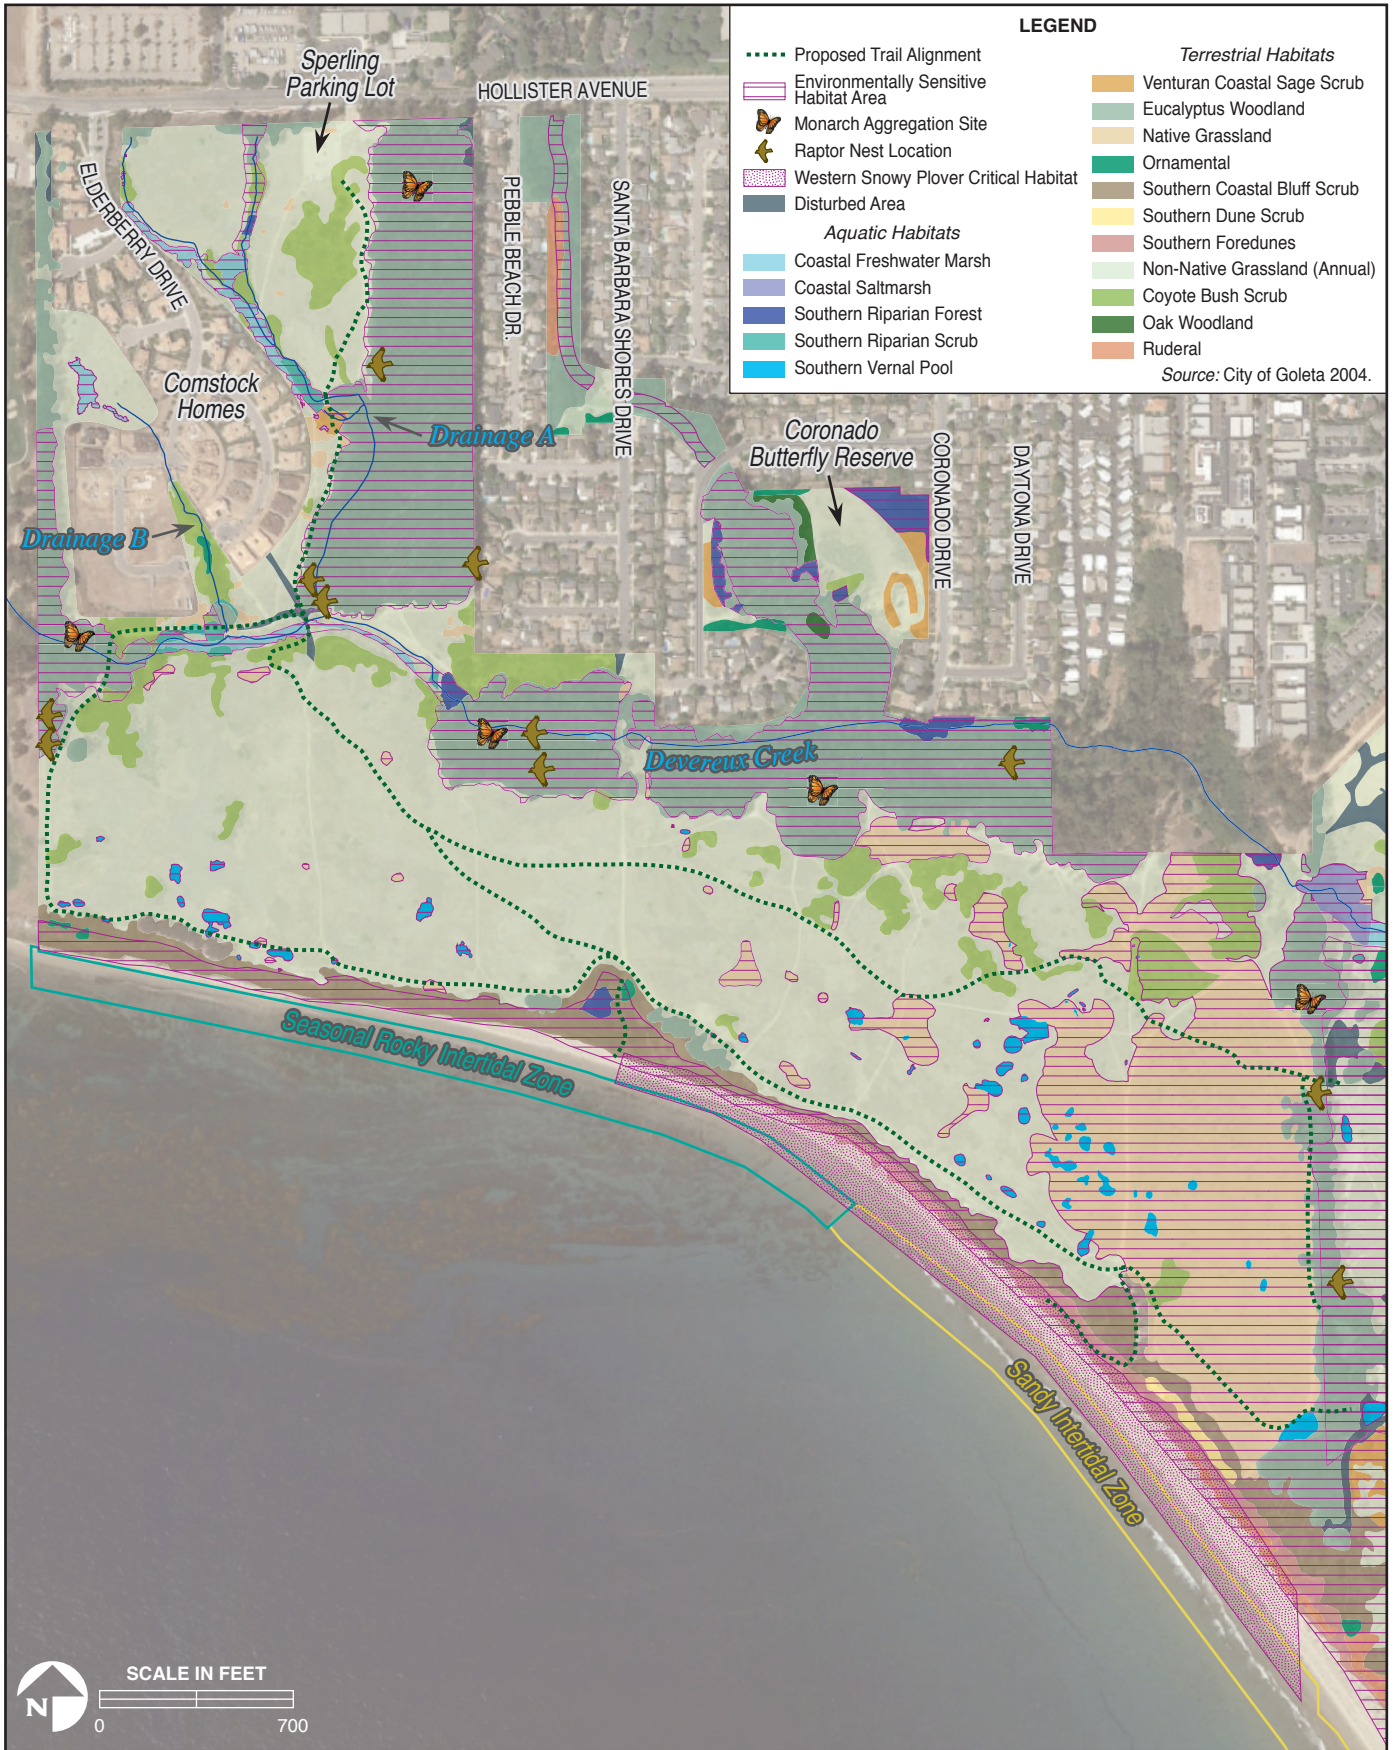 LEGEND
Proposed Trail Alignment
Environmentally Sensitive
Habitat Area
Monarch Aggregation Site
Raptor Nest Location
Western Snowy Plover Critical Habitat
Disturbed Area
Aquatic Habitats
Coastal Freshwater Marsh
Coastal Saltmarsh
Southern Riparian Forest
Southern Riparian Scrub
Southern Vernal Pool
Terrestrial Habitats
Venturan Coastal Sage Scrub
Eucalyptus Woodland
Native Grassland
Ornamental
Southern Coastal Bluff Scrub
Southern Dune Scrub
Southern Foredunes
Non-Native Grassland (Annual)
Coyote Bush Scrub
Oak Woodland
Ruderal
Source: City of Goleta 2004.
Sperling
Parking Lot
HOLLISTER AVENUE
ELDERBERRY DRIVE
PEBBLE BEACH DR.
SANTA BARBARA SHORES DRIVE
Comstock
Homes
Drainage A
Coronado
Butterfly Reserve
CORONADO DRIVE
DAYTONA DRIVE
Drainage B
Devereux Creek
Seasonal Rocky Intertidal Zone
Sandy Intertidal Zone
N
SCALE IN FEET
0
700